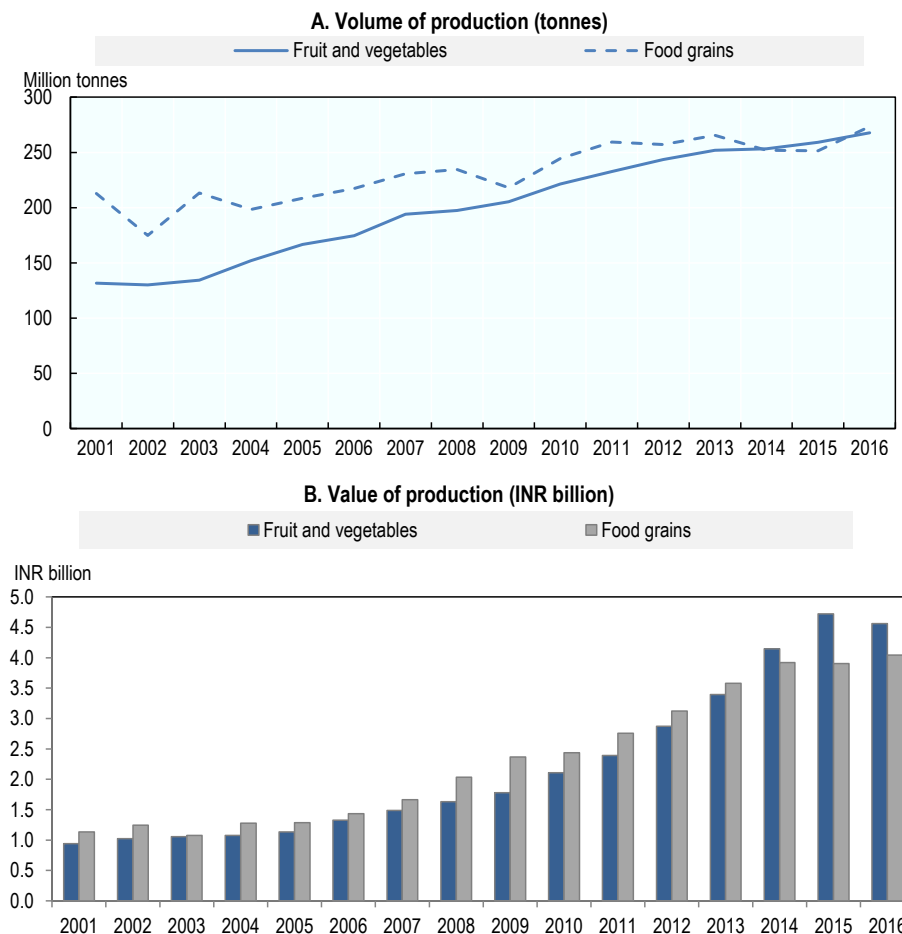 A. Volume of production (tonnes)
Fruit and vegetables Food grains
Million tonnes
300
250
200
150
100
50
0
2001 2002 2003 2004 2005 2006 2007 2008 2009 2010 2011 2012 2013 2014 2015 2016
B. Value of production (INR billion)
Fruit and vegetables Food grains
INR billion
5.0
4.5
4.0
3.5
3.0
2.5
2.0
1.5
1.0
0.5
0.0
2001 2002 2003 2004 2005 2006 2007 2008 2009 2010 2011 2012 2013 2014 2015 2016